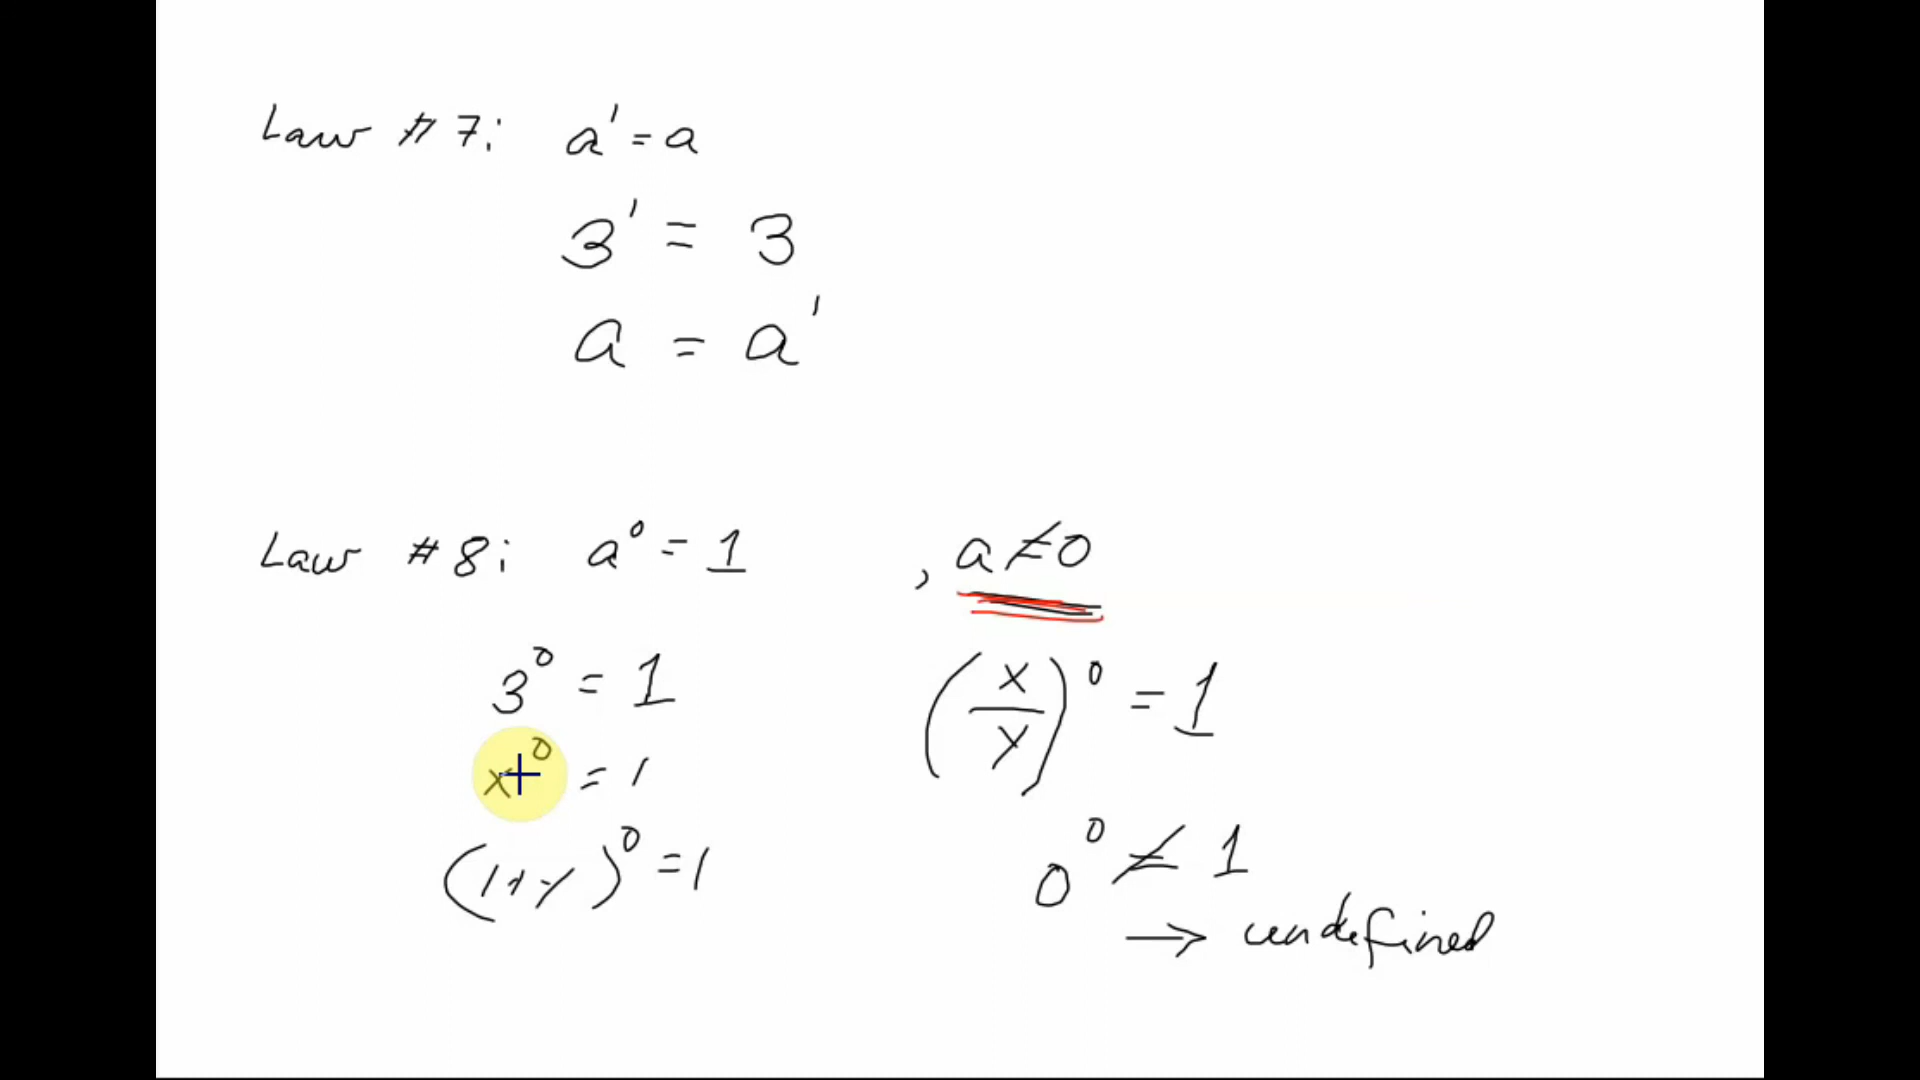 Law #7: a¹ = a
3¹ = 3
a = a¹
Law #8: a⁰ = 1 , a ≠ 0
3⁰ = 1
(x/y)⁰ = 1
x⁰ = 1
(1+y)⁰ = 1
0⁰ ≠ 1
→ undefined